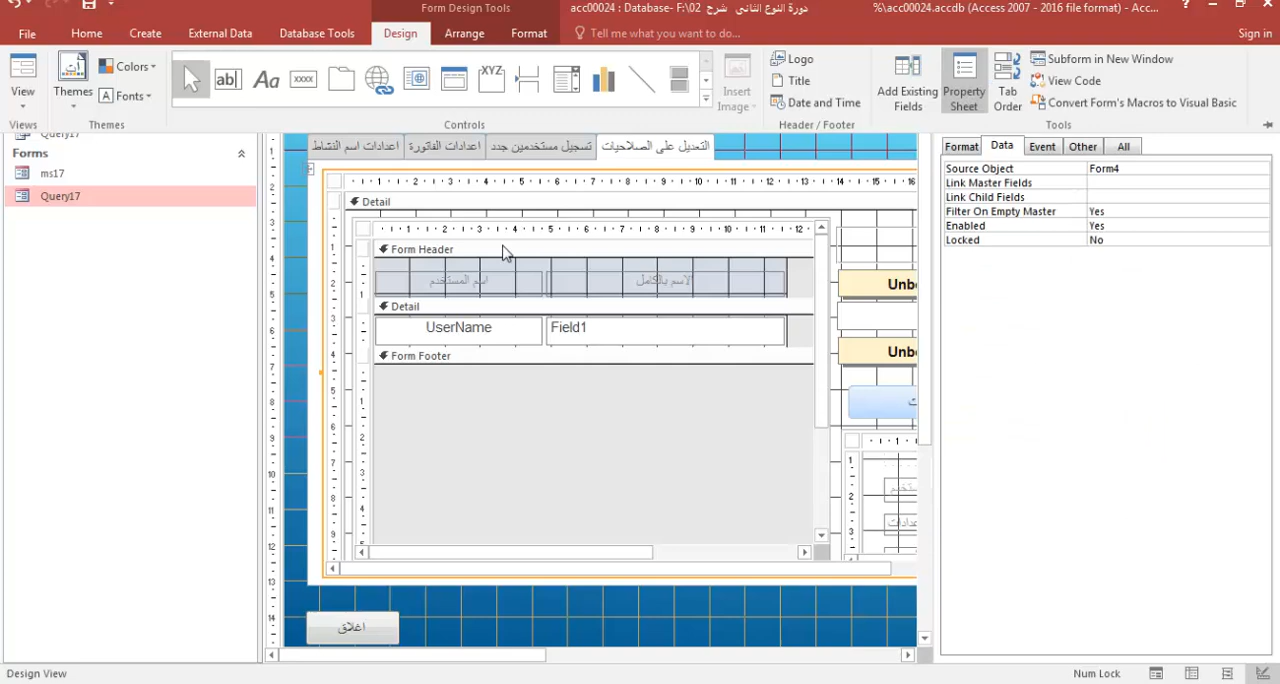 Form Design Tools
acc00024 : Database- F:\02 دورة النوع الثانى شرح %\acc00024.accdb (Access 2007 - 2016 file format) - Acc...
File Home Create External Data Database Tools Design Arrange Format Tell me what you want to do... Sign in
View
Themes
Colors
Fonts
Insert Image
Logo
Title
Date and Time
Add Existing Fields
Property Sheet
Tab Order
Subform in New Window
View Code
Convert Form's Macros to Visual Basic
Views Themes Controls Header / Footer Tools
Query17
Forms
ms17
Query17
التعديل على الصلاحيات تسجيل مستخدمين جدد اعدادات الفاتورة اعدادات اسم النشاط
Detail
Form Header
الاسم بالكامل اسم المستخدم
Detail
UserName Field1
Form Footer
Unbo
Unbo
اغلاق
Format Data Event Other All
Source Object Form4
Link Master Fields
Link Child Fields
Filter On Empty Master Yes
Enabled Yes
Locked No
Design View Num Lock